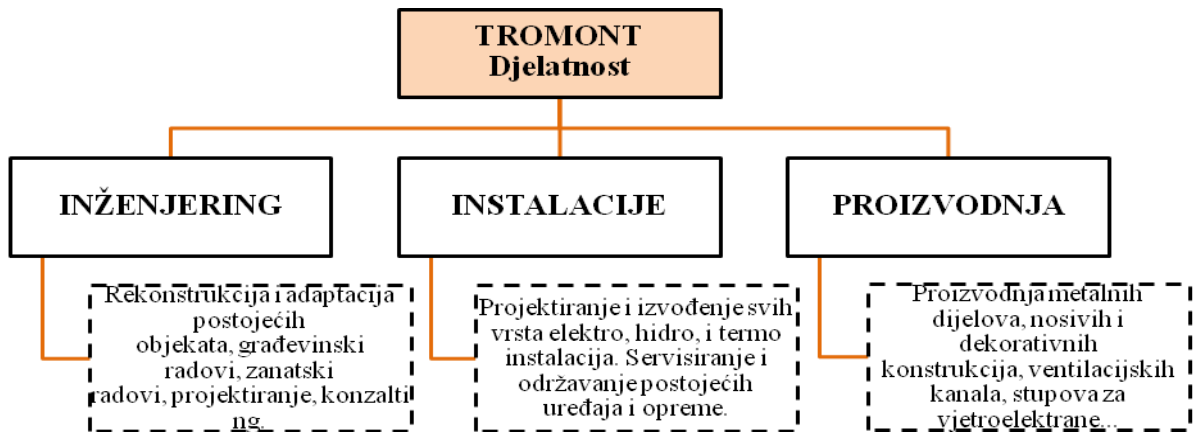 TROMONT
Djelatnost
INŽENJERING
INSTALACIJE
PROIZVODNJA
Rekonstrukcija i adaptacija
postojećih
objekata, građevinski
radovi, zanatski
radovi, projektiranje, konzalti
ng.
Projektiranje i izvođenje svih
vrsta elektro, hidro, i termo
instalacija. Servisiranje i
održavanje postojećih
uređaja i opreme.
Proizvodnja metalnih
dijelova, nosivih i
dekorativnih
konstrukcija, ventilacijskih
kanala, stupova za
vjetroelektrane...